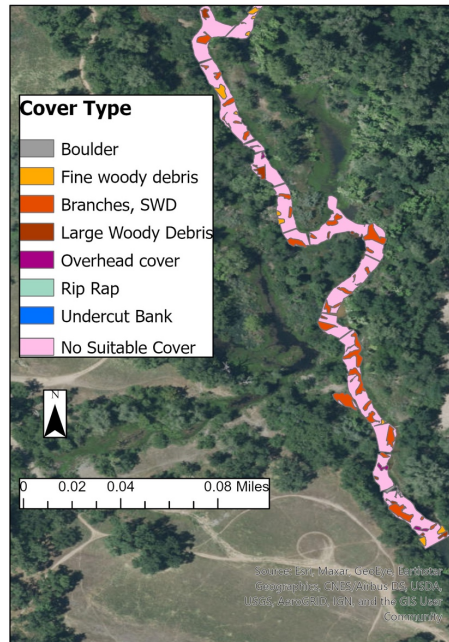 Cover Type
Boulder
Fine woody debris
Branches, SWD
Large Woody Debris
Overhead cover
Rip Rap
Undercut Bank
No Suitable Cover
N
0 0.02 0.04 0.08 Miles
Source: Esri, Maxar, GeoEye, Earthstar
Geographics, CNES/Airbus DS, USDA,
USGS, AeroGRID, IGN, and the GIS User
Community